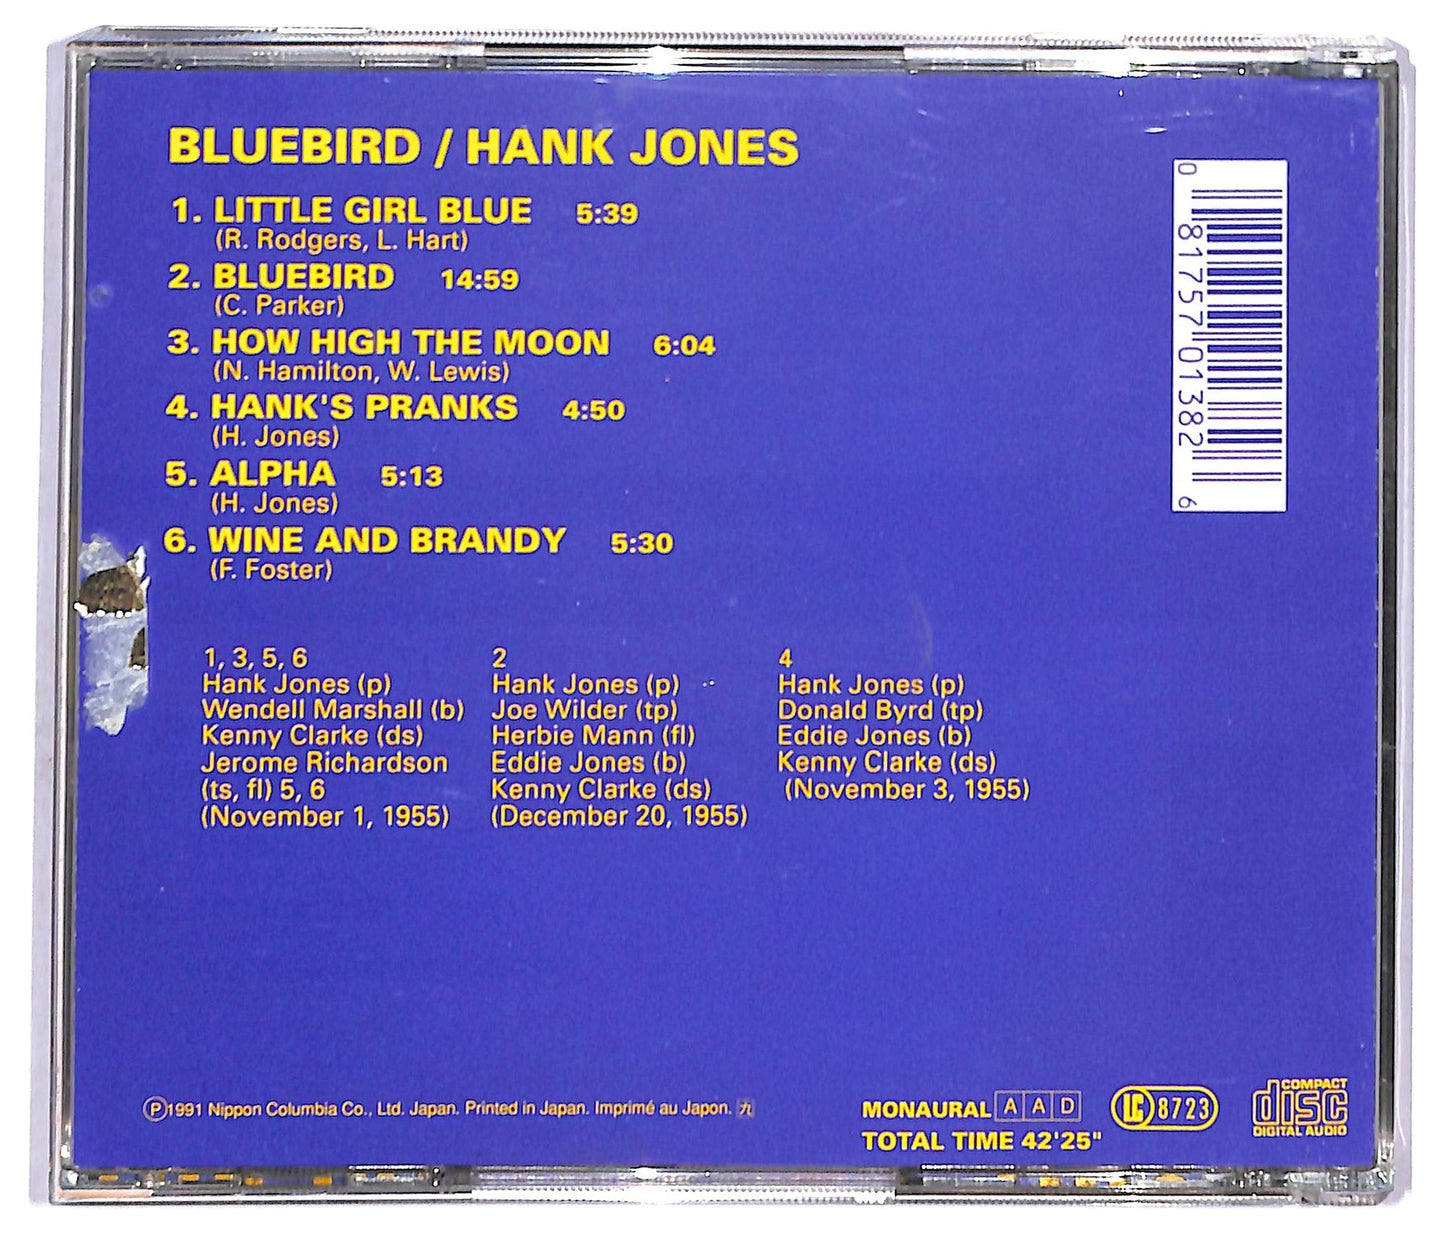 BLUEBIRD / HANK JONES
1. LITTLE GIRL BLUE 5:39
(R. Rodgers, L. Hart)
2. BLUEBIRD 14:59
(C. Parker)
3. HOW HIGH THE MOON 6:04
(N. Hamilton, W. Lewis)
4. HANK'S PRANKS 4:50
(H. Jones)
5. ALPHA 5:13
(H. Jones)
6. WINE AND BRANDY 5:30
(F. Foster)
0 81757 01382 6
1, 3, 5, 6
Hank Jones (p)
Wendell Marshall (b)
Kenny Clarke (ds)
Jerome Richardson
(ts, fl) 5, 6
(November 1, 1955)
2
Hank Jones (p)
Joe Wilder (tp)
Herbie Mann (fl)
Eddie Jones (b)
Kenny Clarke (ds)
(December 20, 1955)
4
Hank Jones (p)
Donald Byrd (tp)
Eddie Jones (b)
Kenny Clarke (ds)
(November 3, 1955)
℗1991 Nippon Columbia Co., Ltd. Japan. Printed in Japan. Imprimé au Japon. 九
MONAURAL A A D
TOTAL TIME 42'25"
LC 8723
COMPACT
disc
DIGITAL AUDIO